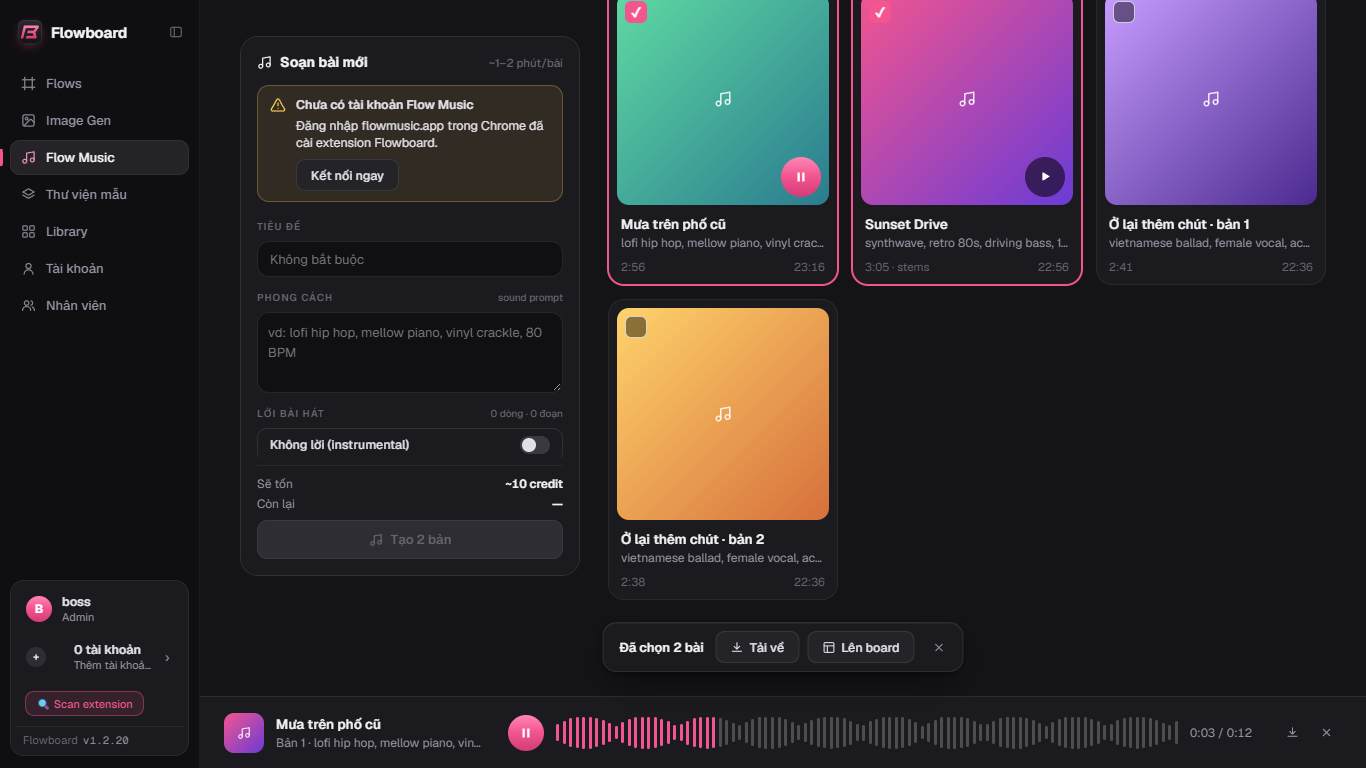 Flowboard
Flows
Image Gen
Flow Music
Thư viện mẫu
Library
Tài khoản
Nhân viên
B
boss
Admin
+
0 tài khoản
Thêm tài khoả...
Scan extension
Flowboard v1.2.20
Soạn bài mới
~1–2 phút/bài
Chưa có tài khoản Flow Music
Đăng nhập flowmusic.app trong Chrome đã
cài extension Flowboard.
Kết nối ngay
TIÊU ĐỀ
Không bắt buộc
PHONG CÁCH
sound prompt
vd: lofi hip hop, mellow piano, vinyl crackle, 80
BPM
LỜI BÀI HÁT
0 dòng · 0 đoạn
Không lời (instrumental)
Sẽ tốn
~10 credit
Còn lại
—
Tạo 2 bản
Mưa trên phố cũ
lofi hip hop, mellow piano, vinyl crac...
2:56
23:16
Sunset Drive
synthwave, retro 80s, driving bass, 1...
3:05 · stems
22:56
Ở lại thêm chút · bản 1
vietnamese ballad, female vocal, ac...
2:41
22:36
Ở lại thêm chút · bản 2
vietnamese ballad, female vocal, ac...
2:38
22:36
Đã chọn 2 bài
Tải về
Lên board
Mưa trên phố cũ
Bản 1 · lofi hip hop, mellow piano, vin...
0:03 / 0:12